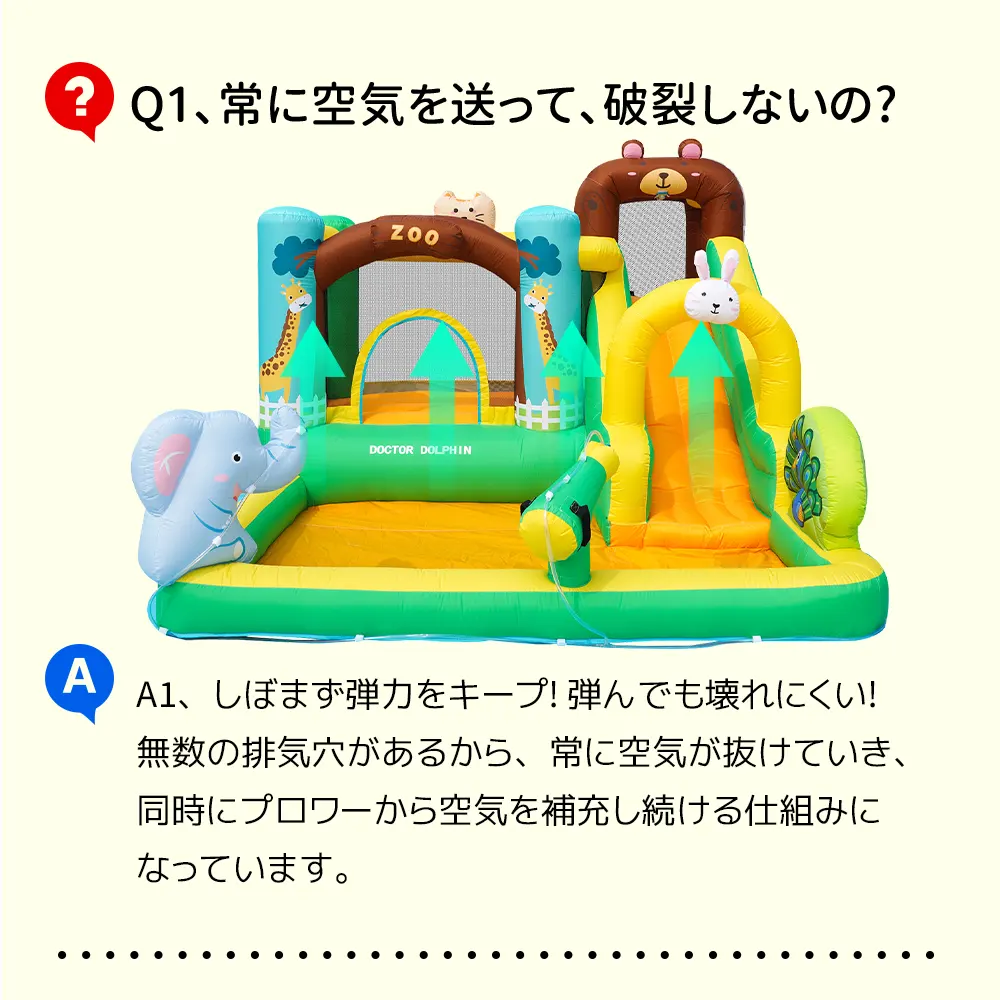 ?
Q1、常に空気を送って、破裂しないの?
ZOO
DOCTOR DOLPHIN
A
A1、しぼまず弾力をキープ! 弾んでも壊れにくい!
無数の排気穴があるから、常に空気が抜けていき、
同時にプロワーから空気を補充し続ける仕組みに
なっています。